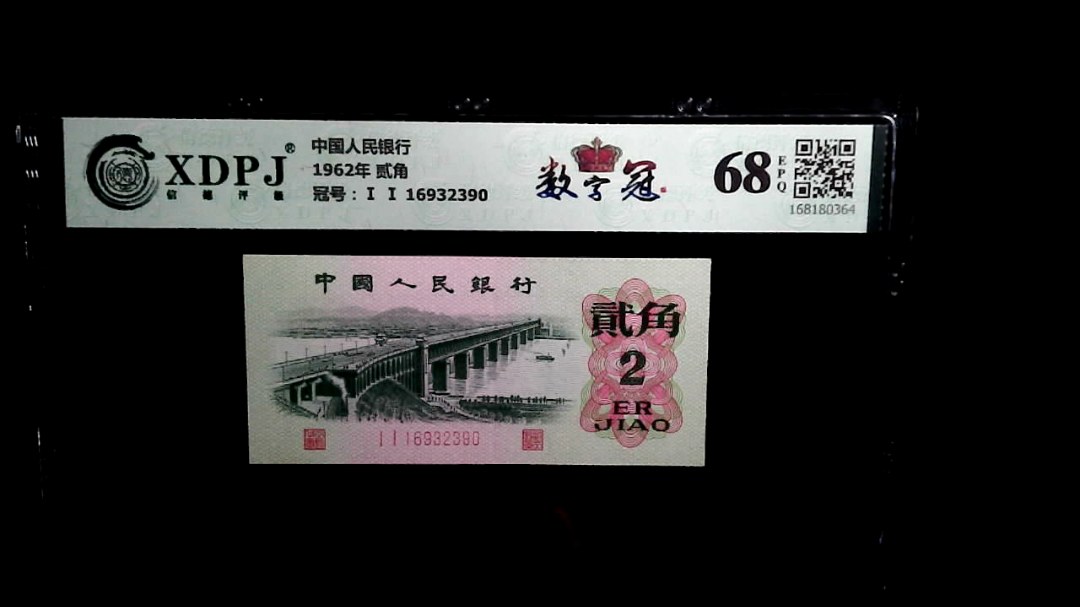 XDPJ®
信德评级
中国人民银行
1962年 贰角
冠号：I I 16932390
数字冠
68 EPQ
168180364
中國人民銀行
貳角
2
ER
JIAO
I I 16932390